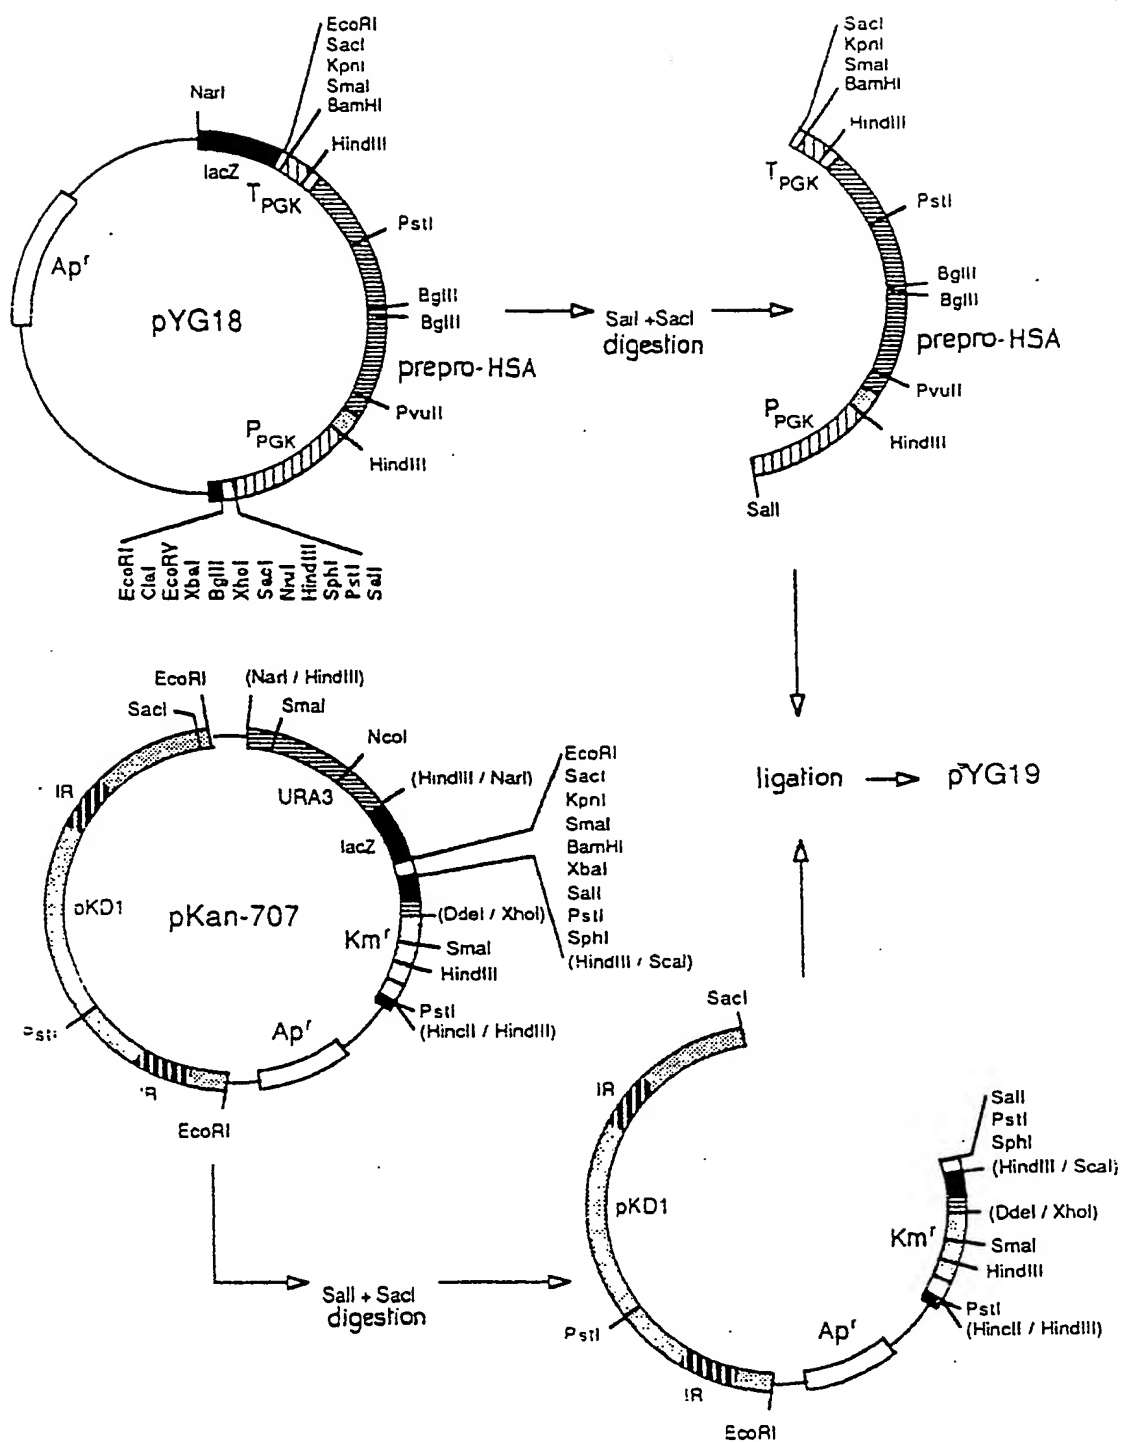 EcoRI
SacI
KpnI
SmaI
BamHI
NarI
HindIII
lacZ
TPGK
PstI
Apr
pYG18
BglII
BglII
prepro-HSA
PvuII
PPGK
HindIII
EcoRI
ClaI
EcoRV
XbaI
BglII
XhoI
SacI
NruI
HindIII
SphI
PstI
SalI
SalI +SacI
digestion
SacI
KpnI
SmaI
BamHI
HindIII
TPGK
PstI
BglII
BglII
prepro-HSA
PvuII
PPGK
HindIII
SalI
ligation
pYG19
EcoRI
(NarI / HindIII)
SacI
SmaI
NcoI
(HindIII / NarI)
IR
URA3
lacZ
EcoRI
SacI
KpnI
SmaI
BamHI
XbaI
SalI
PstI
SphI
(HindIII / ScaI)
pKD1
pKan-707
(DdeI / XhoI)
Kmr
SmaI
HindIII
PstI
(HincII / HindIII)
PstI
Apr
IR
EcoRI
SalI + SacI
digestion
SacI
IR
SalI
PstI
SphI
(HindIII / ScaI)
pKD1
(DdeI / XhoI)
Kmr
SmaI
HindIII
PstI
(HincII / HindIII)
PstI
Apr
IR
EcoRI